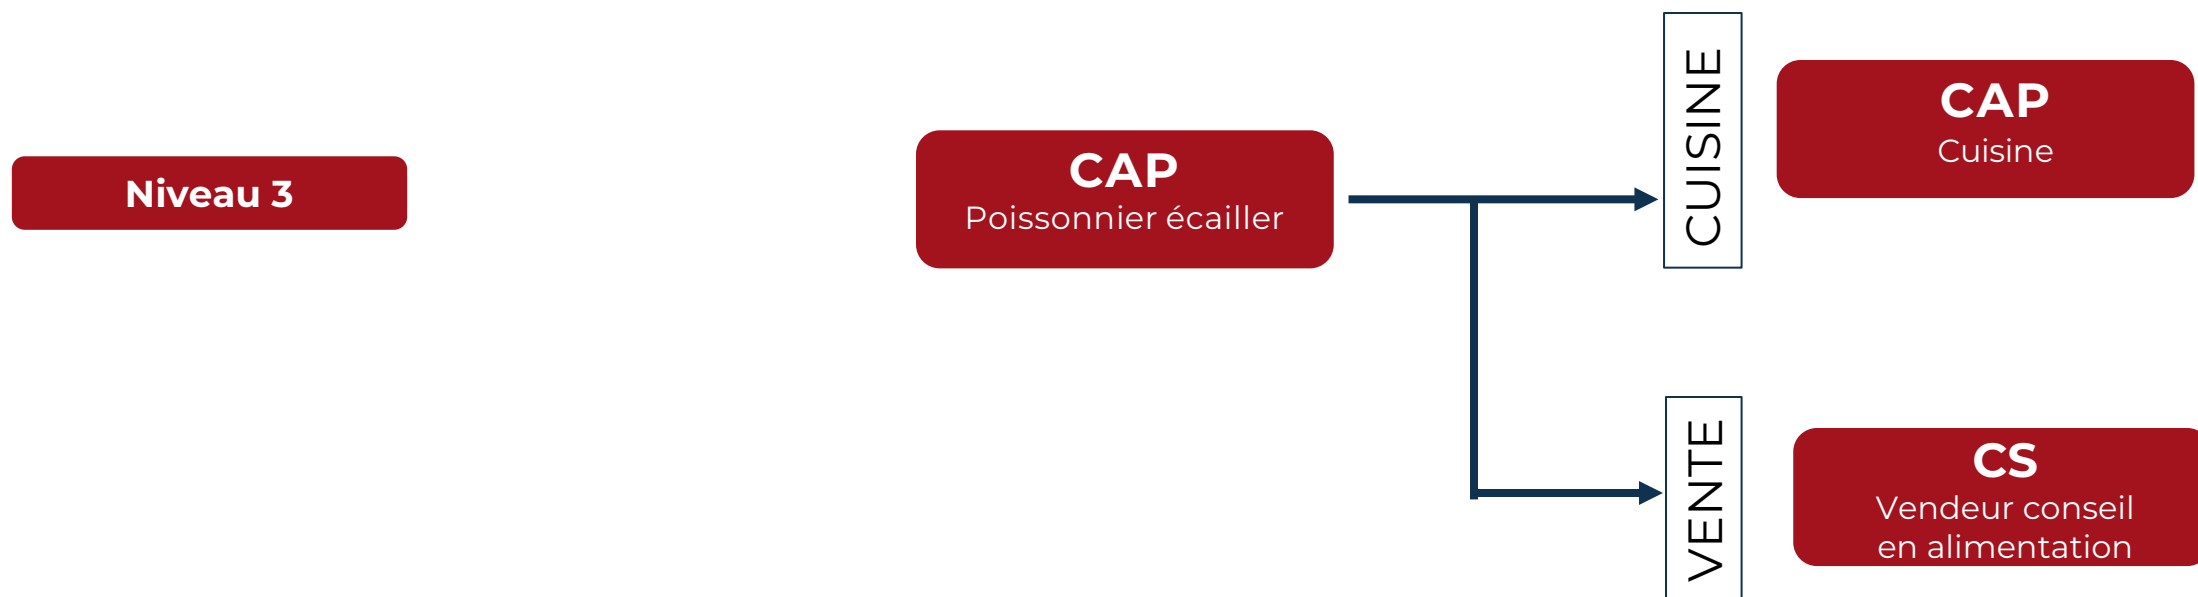 Niveau 3
CAP
Poissonnier écailler
CUISINE
CAP
Cuisine
VENTE
CS
Vendeur conseil
en alimentation